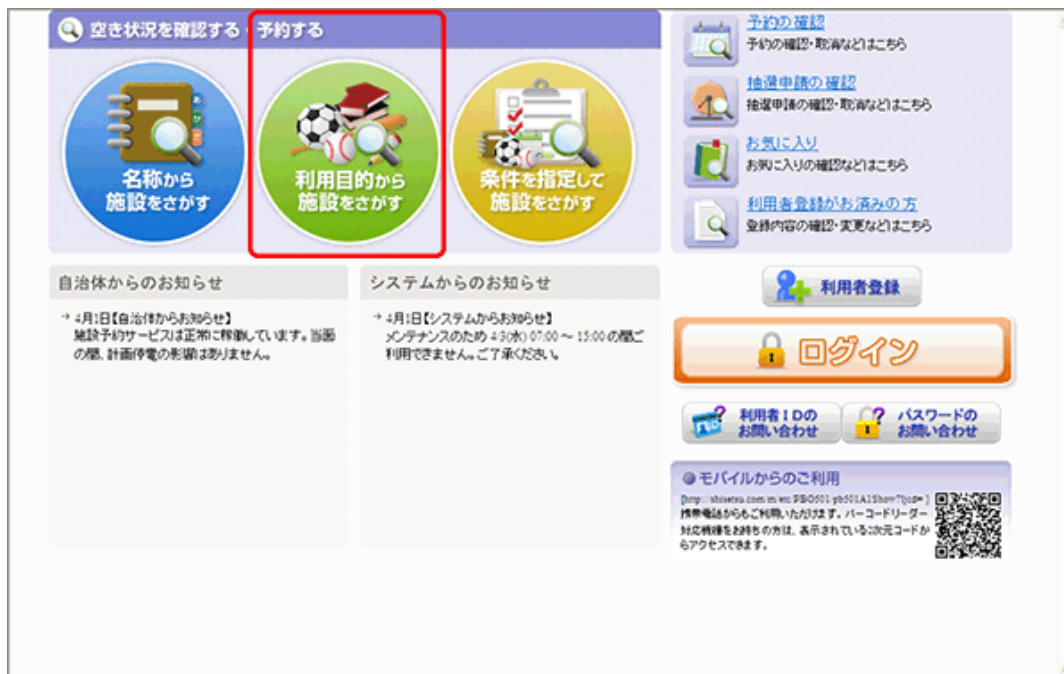 空き状況を確認する・予約する
名称から
施設をさがす
利用目的から
施設をさがす
条件を指定して
施設をさがす
予約の確認
予約の確認・取消などはこちら
抽選申請の確認
抽選申請の確認・取消などはこちら
お気に入り
お気に入りの確認などはこちら
利用者登録がお済みの方
登録内容の確認・変更などはこちら
自治体からのお知らせ
→ 4月1日【自治体からお知らせ】
施設予約サービスは正常に稼働しています。当面
の間、計画停電の影響はありません。
システムからのお知らせ
→ 4月1日【システムからお知らせ】
メンテナンスのため 4/3(水) 07:00 ～ 15:00 の間ご
利用できません。ご了承ください。
利用者登録
ログイン
利用者IDの
お問い合わせ
パスワードの
お問い合わせ
モバイルからのご利用
携帯電話からもご利用いただけます。バーコードリーダー
対応機種をお持ちの方は、表示されている2次元コードか
らアクセスできます。